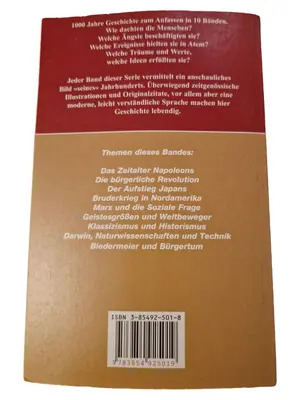 1000 Jahre Geschichte zum Anfassen in 10 Bänden.
Wie dachten die Menschen?
Welche Ängste beschäftigten sie?
Welche Ereignisse hielten sie in Atem?
Welche Träume und Werte,
welche Ideen erfüllten sie?
Jeder Band dieser Serie vermittelt ein anschauliches
Bild «seines» Jahrhunderts. Überwiegend zeitgenössische
Illustrationen und Originalzitate, vor allem aber eine
moderne, leicht verständliche Sprache machen hier
Geschichte lebendig.
Themen dieses Bandes:
Das Zeitalter Napoleons
Die bürgerliche Revolution
Der Aufstieg Japans
Bruderkrieg in Nordamerika
Marx und die Soziale Frage
Geistesgrößen und Weltbeweger
Klassizismus und Historismus
Darwin, Naturwissenschaften und Technik
Biedermeier und Bürgertum
ISBN 3-85492-501-8
9 783854 925019